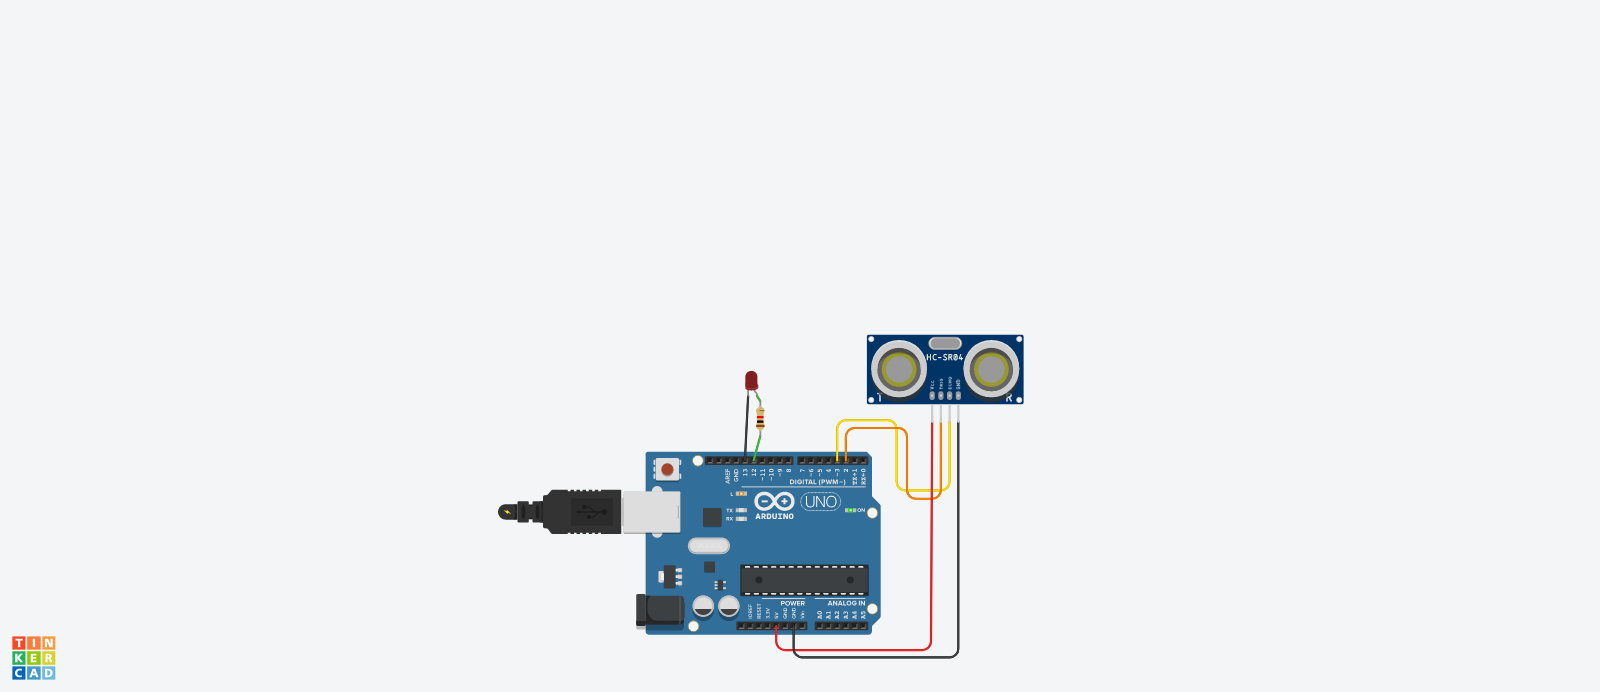 HC-SR04
Vcc
TRIG
ECHO
GND
T
R
AREF
GND
13
12
~11
~10
~9
8
7
~6
~5
4
~3
2
TX→1
RX←0
DIGITAL (PWM~)
L
TX
RX
ARDUINO
UNO
ON
POWER
ANALOG IN
IOREF
RESET
3.3V
5V
GND
GND
Vin
A0
A1
A2
A3
A4
A5
TIN
KER
CAD